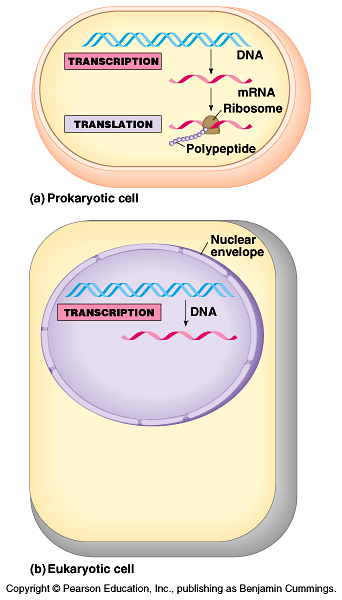 DNA
TRANSCRIPTION
mRNA
Ribosome
TRANSLATION
Polypeptide
(a) Prokaryotic cell
Nuclear
envelope
DNA
TRANSCRIPTION
(b) Eukaryotic cell
Copyright © Pearson Education, Inc., publishing as Benjamin Cummings.